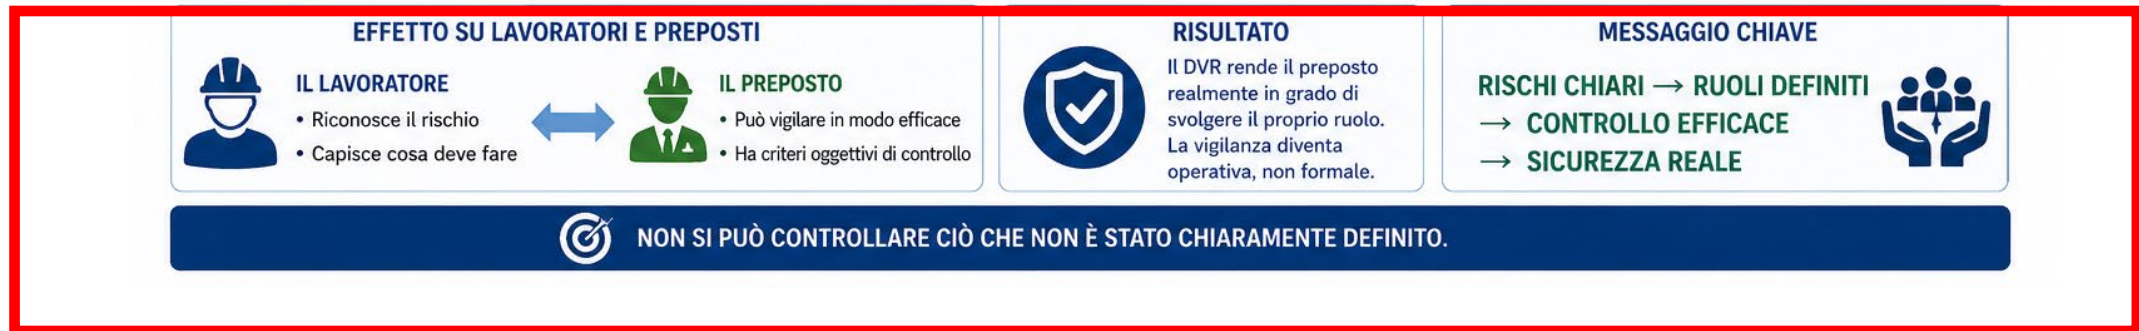 EFFETTO SU LAVORATORI E PREPOSTI
IL LAVORATORE
• Riconosce il rischio
• Capisce cosa deve fare
IL PREPOSTO
• Può vigilare in modo efficace
• Ha criteri oggettivi di controllo
RISULTATO
Il DVR rende il preposto
realmente in grado di
svolgere il proprio ruolo.
La vigilanza diventa
operativa, non formale.
MESSAGGIO CHIAVE
RISCHI CHIARI → RUOLI DEFINITI
→ CONTROLLO EFFICACE
→ SICUREZZA REALE
NON SI PUÒ CONTROLLARE CIÒ CHE NON È STATO CHIARAMENTE DEFINITO.